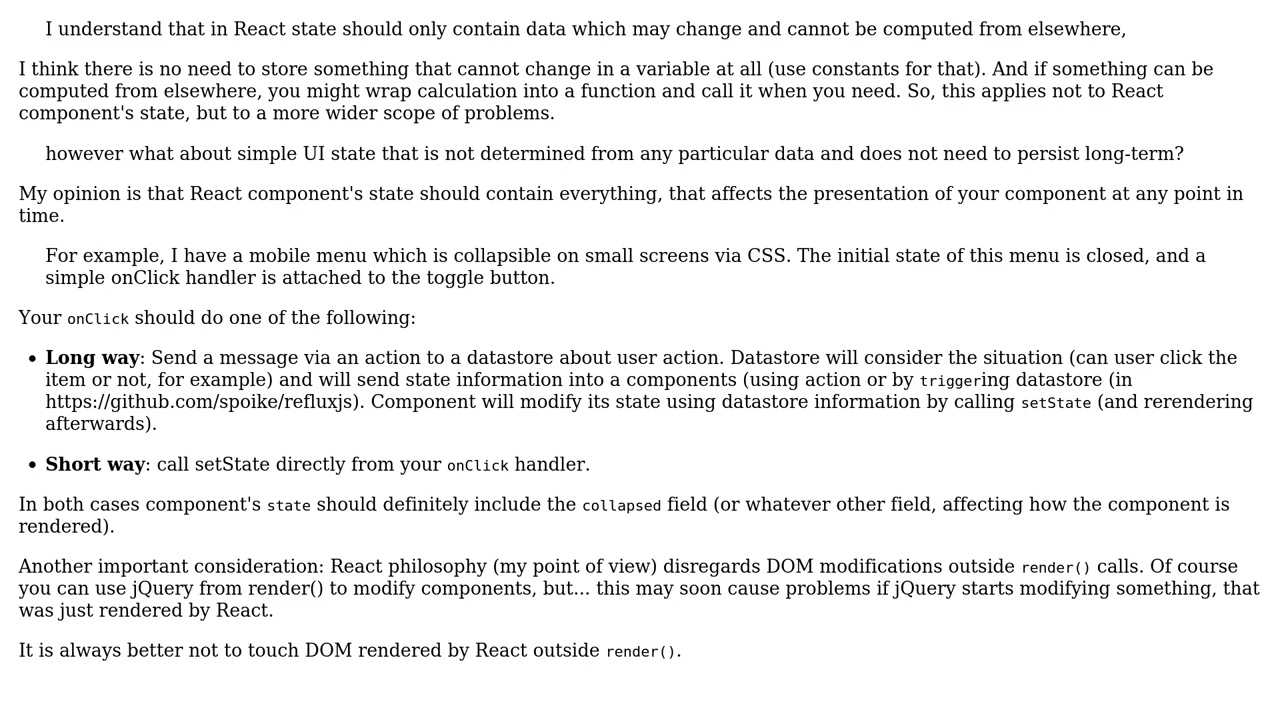 I understand that in React state should only contain data which may change and cannot be computed from elsewhere,
I think there is no need to store something that cannot change in a variable at all (use constants for that). And if something can be
computed from elsewhere, you might wrap calculation into a function and call it when you need. So, this applies not to React
component's state, but to a more wider scope of problems.
however what about simple UI state that is not determined from any particular data and does not need to persist long-term?
My opinion is that React component's state should contain everything, that affects the presentation of your component at any point in
time.
For example, I have a mobile menu which is collapsible on small screens via CSS. The initial state of this menu is closed, and a
simple onClick handler is attached to the toggle button.
Your onClick should do one of the following:
• Long way: Send a message via an action to a datastore about user action. Datastore will consider the situation (can user click the
item or not, for example) and will send state information into a components (using action or by triggering datastore (in
https://github.com/spoike/refluxjs). Component will modify its state using datastore information by calling setState (and rerendering
afterwards).
• Short way: call setState directly from your onClick handler.
In both cases component's state should definitely include the collapsed field (or whatever other field, affecting how the component is
rendered).
Another important consideration: React philosophy (my point of view) disregards DOM modifications outside render() calls. Of course
you can use jQuery from render() to modify components, but... this may soon cause problems if jQuery starts modifying something, that
was just rendered by React.
It is always better not to touch DOM rendered by React outside render().